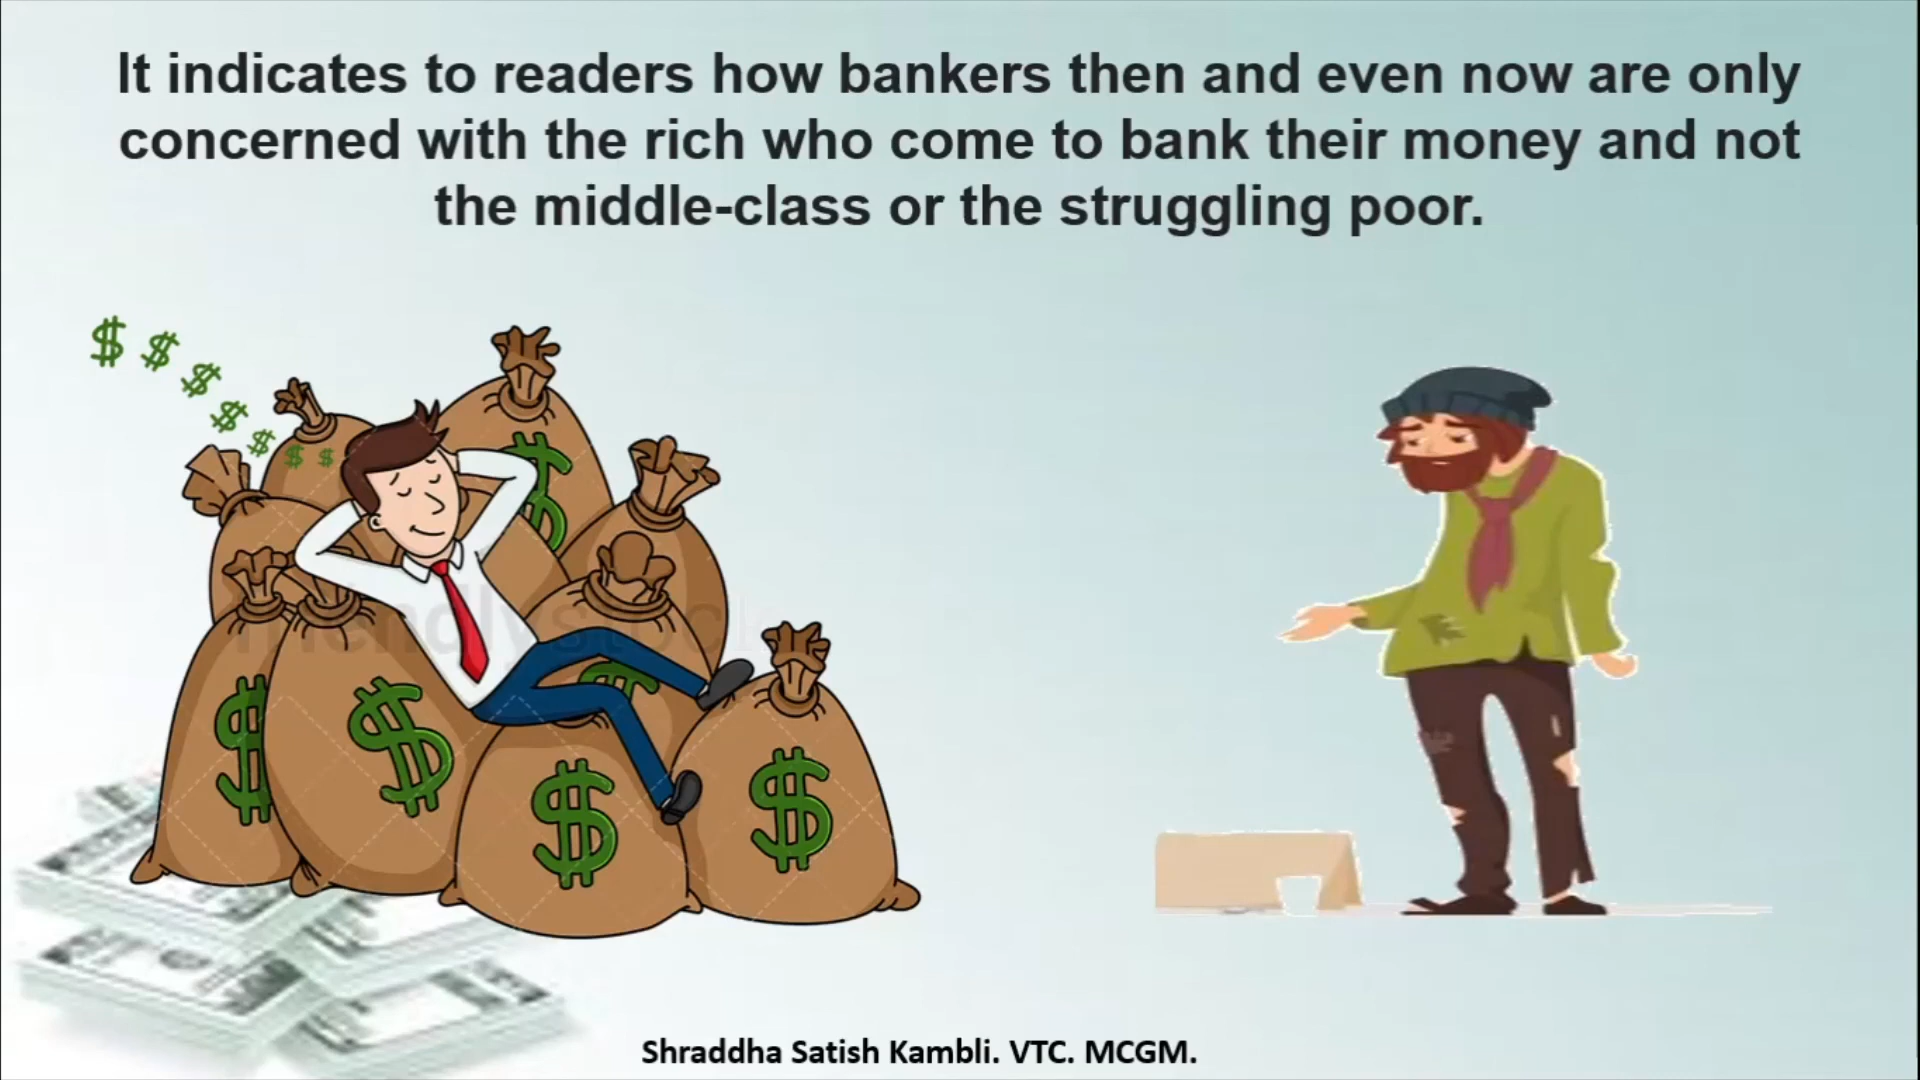 It indicates to readers how bankers then and even now are only
concerned with the rich who come to bank their money and not
the middle-class or the struggling poor.
$ $ $ $ $ $ $
$
$ $ $ $ $
friendlystock
Shraddha Satish Kambli. VTC. MCGM.